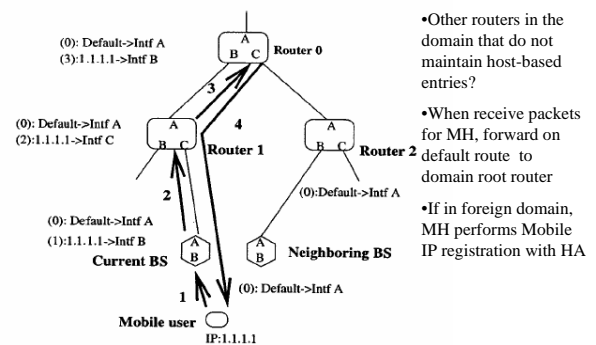 (0): Default->Intf A
(3):1.1.1.1->Intf B
A
B C
Router 0
3
4
(0): Default->Intf A
(2):1.1.1.1->Intf C
A
B C
Router 1
A
B C
Router 2
2
(0):Default->Intf A
(0): Default->Intf A
(1):1.1.1.1->Intf B
Current BS
A
B
A
B
Neighboring BS
(0): Default->Intf A
1
Mobile user
IP:1.1.1.1
•Other routers in the
domain that do not
maintain host-based
entries?
•When receive packets
for MH, forward on
default route to
domain root router
•If in foreign domain,
MH performs Mobile
IP registration with HA